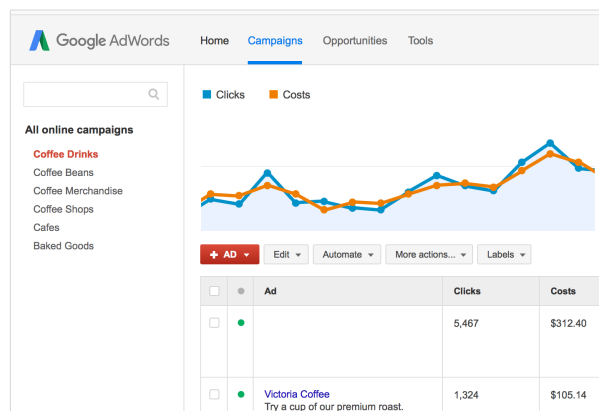 Google AdWords
Home Campaigns Opportunities Tools
Clicks Costs
All online campaigns
Coffee Drinks
Coffee Beans
Coffee Merchandise
Coffee Shops
Cafes
Baked Goods
+ AD Edit Automate More actions... Labels
Ad Clicks Costs
5,467 $312.40
Victoria Coffee 1,324 $105.14
Try a cup of our premium roast.